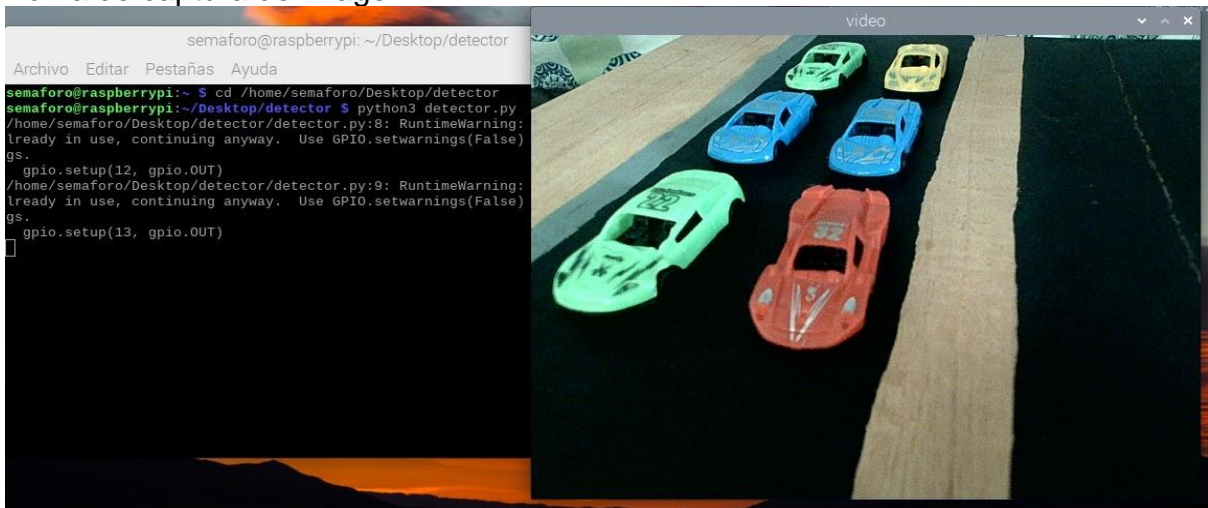 video
semaforo@raspberrypi: ~/Desktop/detector
Archivo Editar Pestañas Ayuda
semaforo@raspberrypi:~ $ cd /home/semaforo/Desktop/detector
semaforo@raspberrypi:~/Desktop/detector $ python3 detector.py
/home/semaforo/Desktop/detector/detector.py:8: RuntimeWarning:
lready in use, continuing anyway. Use GPIO.setwarnings(False)
gs.
gpio.setup(12, gpio.OUT)
/home/semaforo/Desktop/detector/detector.py:9: RuntimeWarning:
lready in use, continuing anyway. Use GPIO.setwarnings(False)
gs.
gpio.setup(13, gpio.OUT)
22
32
3